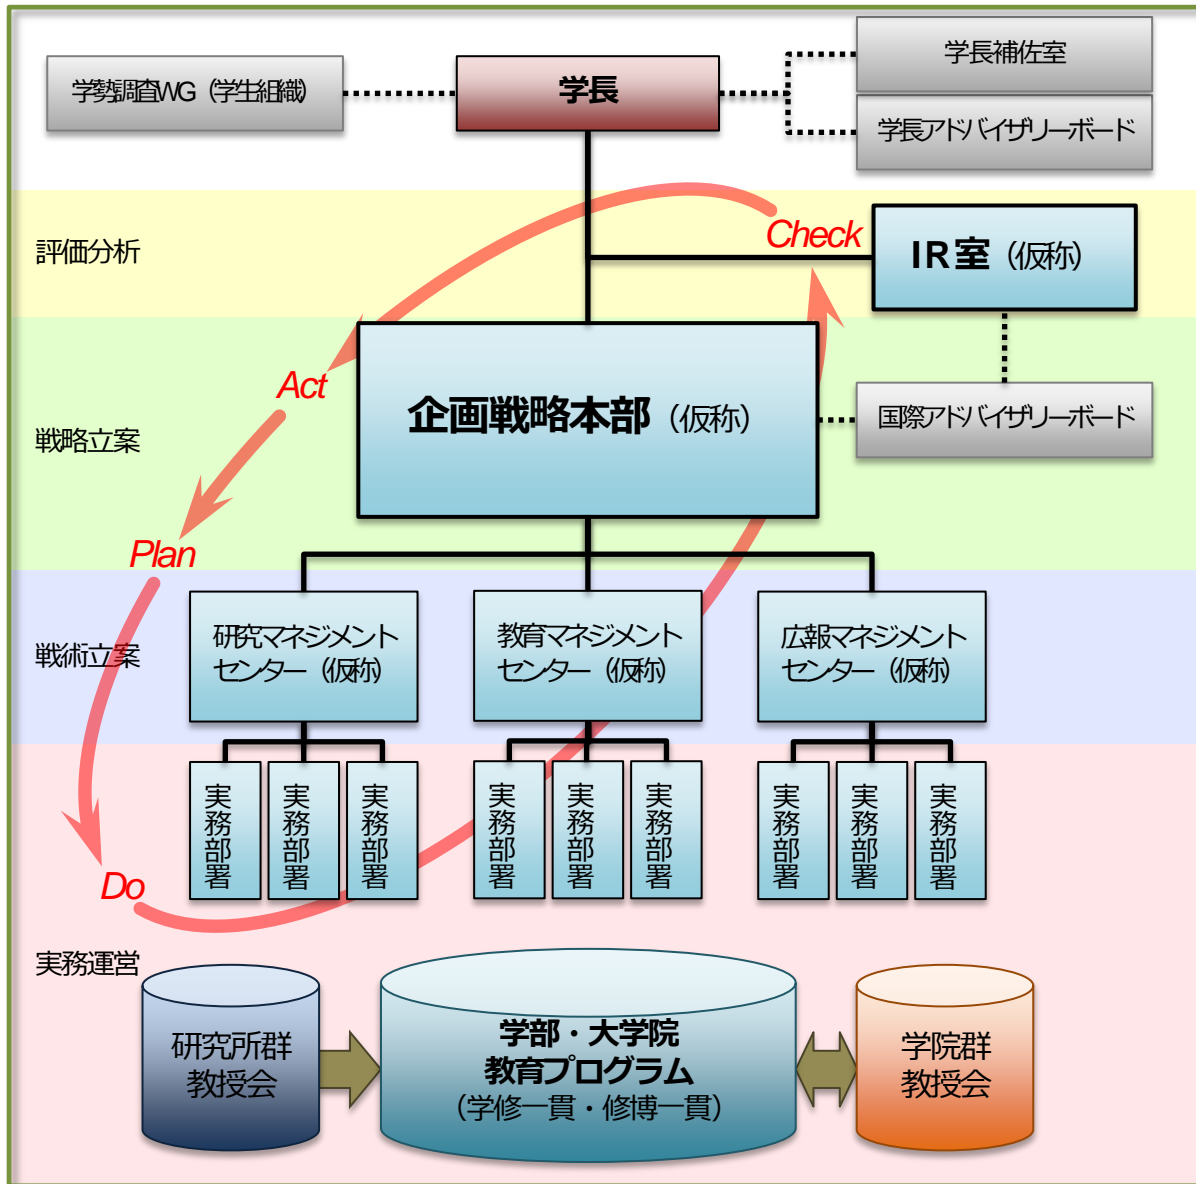 学長補佐室
学勢調査WG（学生組織）
学長
学長アドバイザリーボード
評価分析
Check
IR室（仮称）
Act
企画戦略本部（仮称）
国際アドバイザリーボード
戦略立案
Plan
戦術立案
研究マネジメント
センター（仮称）
教育マネジメント
センター（仮称）
広報マネジメント
センター（仮称）
実務部署
実務部署
実務部署
実務部署
実務部署
実務部署
実務部署
実務部署
実務部署
Do
実務運営
研究所群
教授会
学部・大学院
教育プログラム
（学修一貫・修博一貫）
学院群
教授会